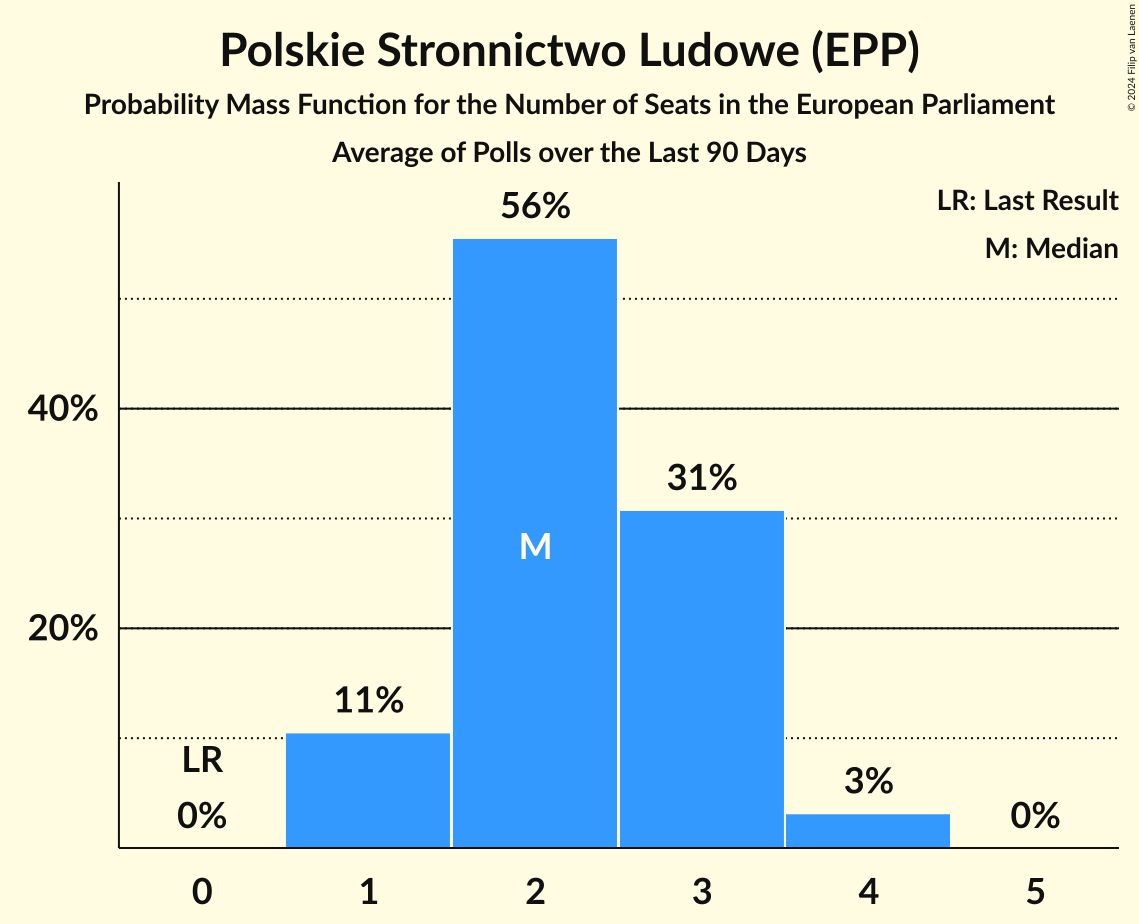 Polskie Stronnictwo Ludowe (EPP)
Probability Mass Function for the Number of Seats in the European Parliament
Average of Polls over the Last 90 Days
© 2024 Filip van Laenen
LR: Last Result
M: Median
56%
40%
31%
M
20%
11%
LR
3%
0%
0%
0 1 2 3 4 5